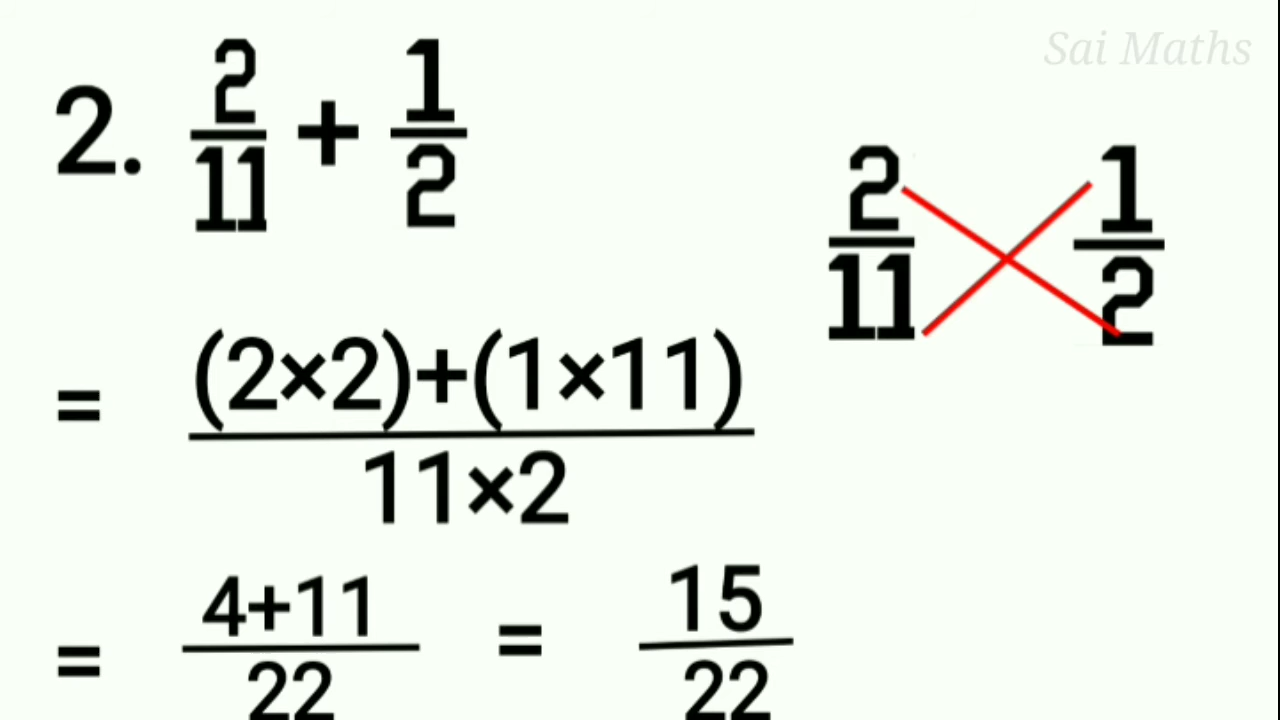 Sai Maths
2. 2/11 + 1/2
2/11 1/2
= (2×2)+(1×11)
11×2
= 4+11/22 = 15/22